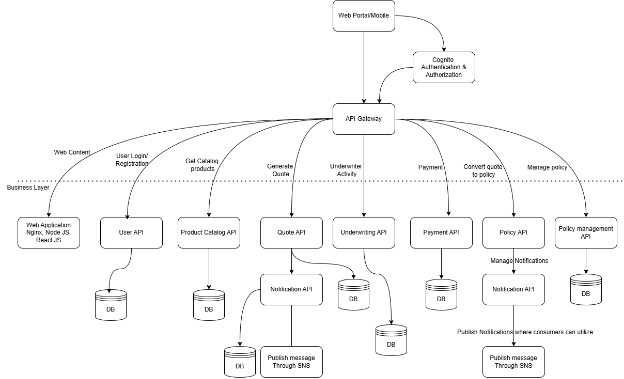 Web Portal/Mobile
Cognito
Authentication &
Authorization
API Gateway
Web Content
User Login/
Registration
Get Catalog
products
Generate
Quote
Underwriter
Activity
Payment
Convert quote
to policy
Manage policy
Business Layer
Web Application
Nginx, Node JS,
React JS
User API
Product Catalog API
Quote API
Underwriting API
Payment API
Policy API
Policy management
API
Manage Notifications
DB
DB
Notification API
DB
DB
Notification API
DB
Publish Notifications where consumers can utilize
DB
DB
Publish message
Through SNS
Publish message
Through SNS